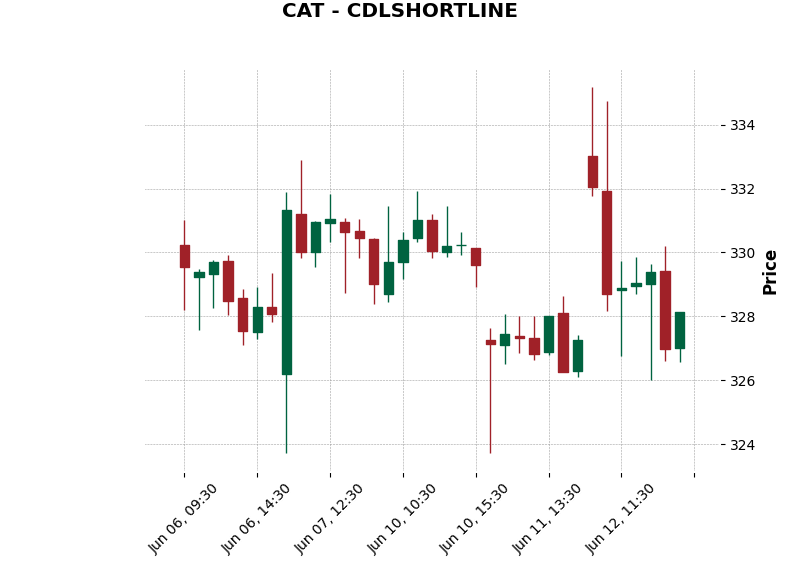 CAT - CDLSHORTLINE
334
332
330
328
326
324
Price
Jun 06, 09:30
Jun 06, 14:30
Jun 07, 12:30
Jun 10, 10:30
Jun 10, 15:30
Jun 11, 13:30
Jun 12, 11:30